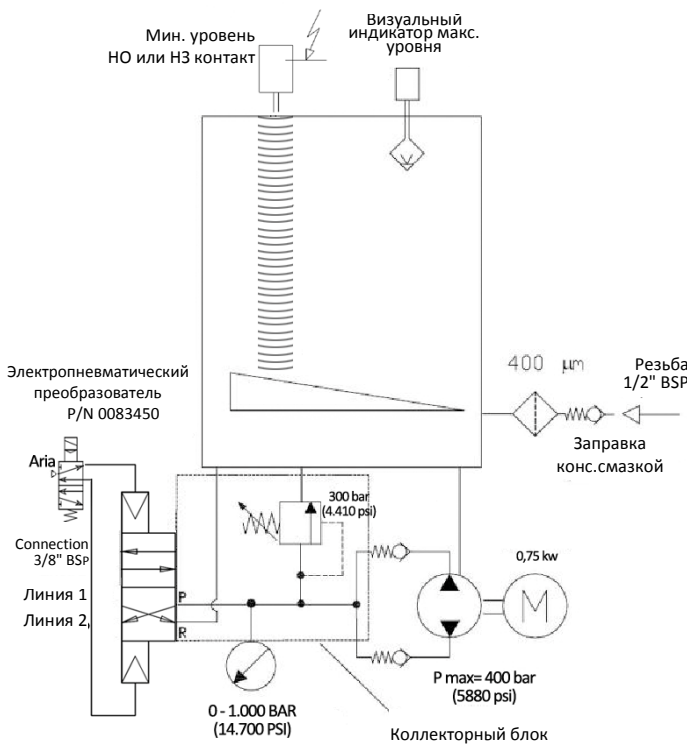 Мин. уровень
НО или НЗ контакт
Визуальный
индикатор макс.
уровня
400 µm
Резьба
1/2" BSP
Заправка
конс.смазкой
Электропневматический
преобразователь
P/N 0083450
Aria
Connection
3/8" BSP
Линия 1
Линия 2
P
R
300 bar
(4.410 psi)
0,75 kw
M
P max= 400 bar
(5880 psi)
0 - 1.000 BAR
(14.700 PSI)
Коллекторный блок